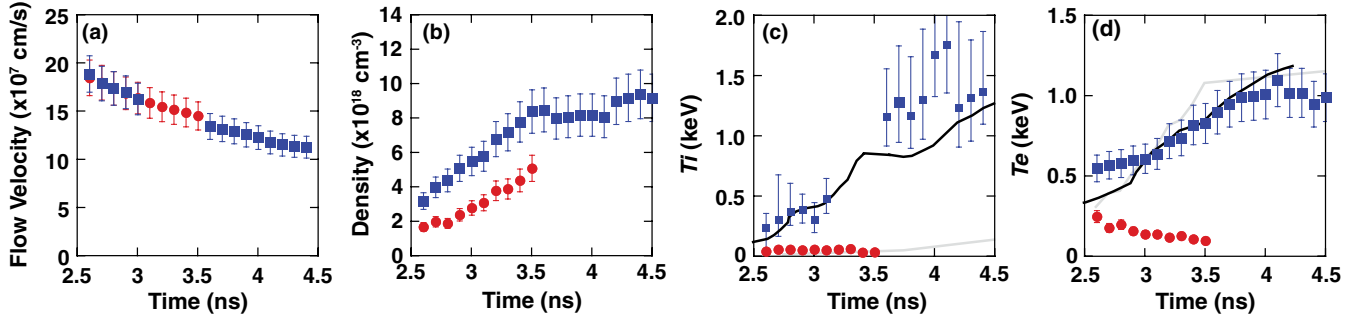 (a)
Flow Velocity (x10⁷ cm/s)
25
20
15
10
5
0
2.5 3 3.5 4 4.5
Time (ns)
(b)
Density (x10¹⁸ cm⁻³)
14
12
10
8
6
4
2
0
2.5 3 3.5 4 4.5
Time (ns)
(c)
Ti (keV)
2.0
1.5
1.0
0.5
0
2.5 3 3.5 4 4.5
Time (ns)
(d)
Te (keV)
1.5
1.0
0.5
0
2.5 3 3.5 4 4.5
Time (ns)